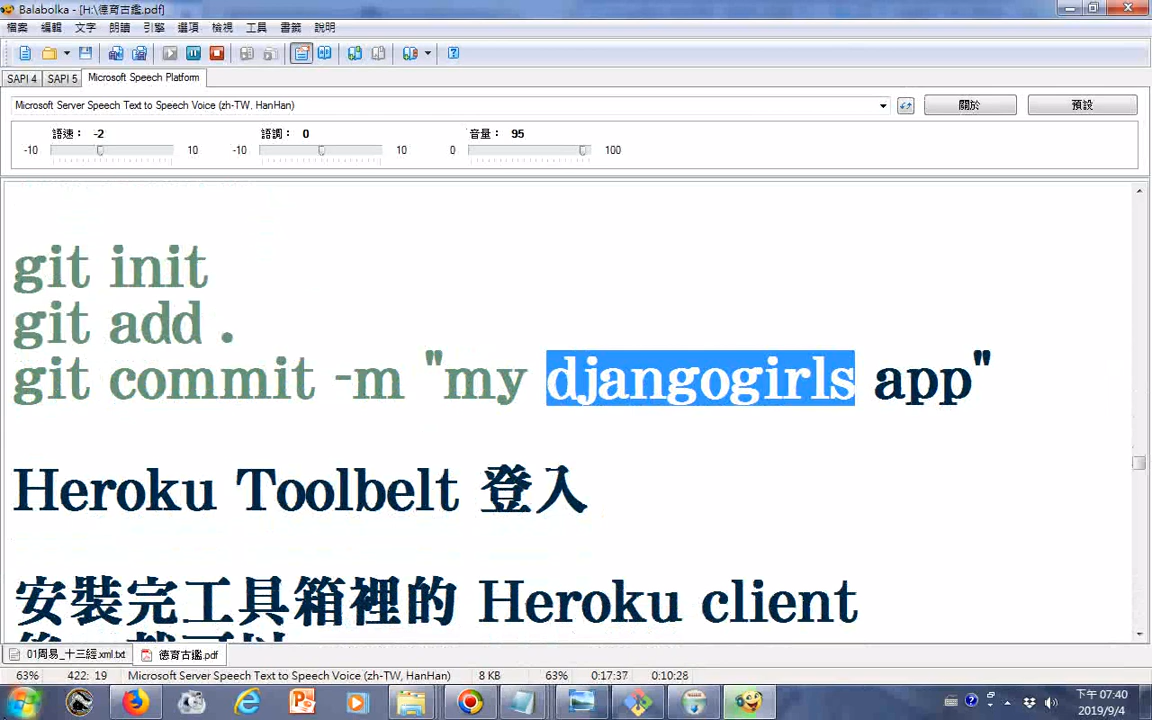 Balabolka - [H:\德育古鑑.pdf]
檔案 編輯 文字 朗讀 引擎 選項 檢視 工具 書籤 說明
SAPI 4 SAPI 5 Microsoft Speech Platform
Microsoft Server Speech Text to Speech Voice (zh-TW, HanHan)
關於 預設
語速： -2 語調： 0 音量： 95
-10 10 -10 10 0 100
git init
git add .
git commit -m "my djangogirls app"
Heroku Toolbelt 登入
安裝完工具箱裡的 Heroku client
01周易_十三經.xml.txt 德育古鑑.pdf
63% 422: 19 Microsoft Server Speech Text to Speech Voice (zh-TW, HanHan) 8 KB 63% 0:17:37 0:10:28
下午 07:40
2019/9/4